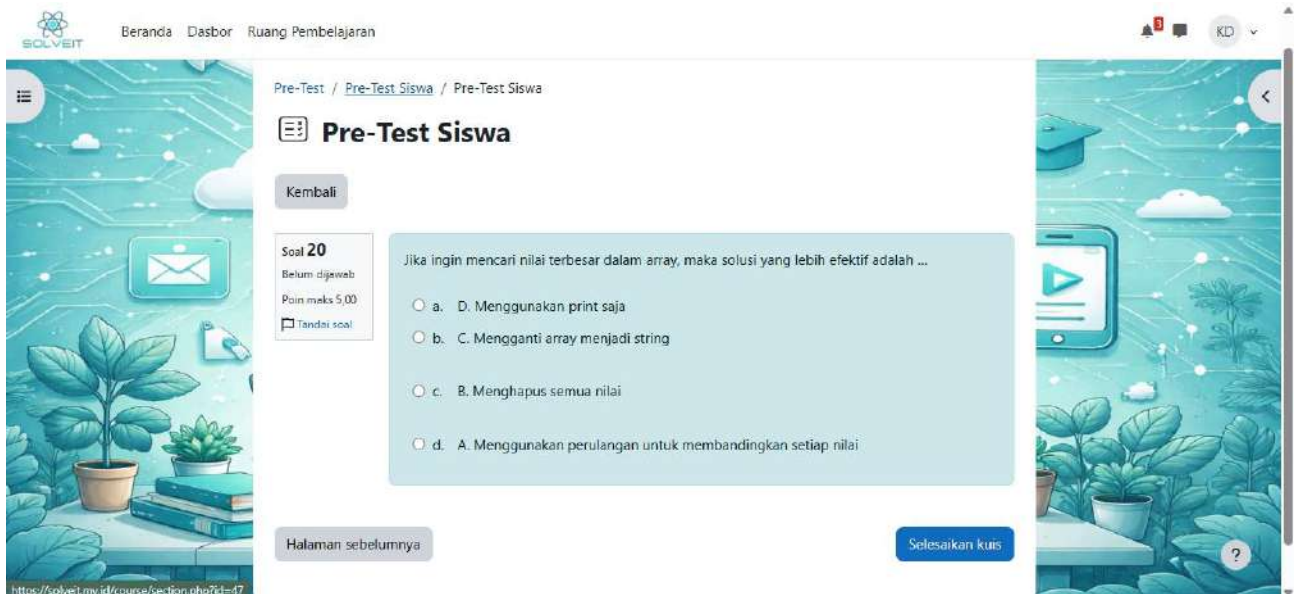 SOLVEIT
Beranda Dasbor Ruang Pembelajaran
3
KD
Pre-Test / Pre-Test Siswa / Pre-Test Siswa
Pre-Test Siswa
Kembali
Soal 20
Belum dijawab
Poin maks 5,00
Tandai soal
Jika ingin mencari nilai terbesar dalam array, maka solusi yang lebih efektif adalah ...
a. D. Menggunakan print saja
b. C. Mengganti array menjadi string
c. B. Menghapus semua nilai
d. A. Menggunakan perulangan untuk membandingkan setiap nilai
Halaman sebelumnya
Selesaikan kuis
?
https://solveit.my.id/course/section.php?id=47